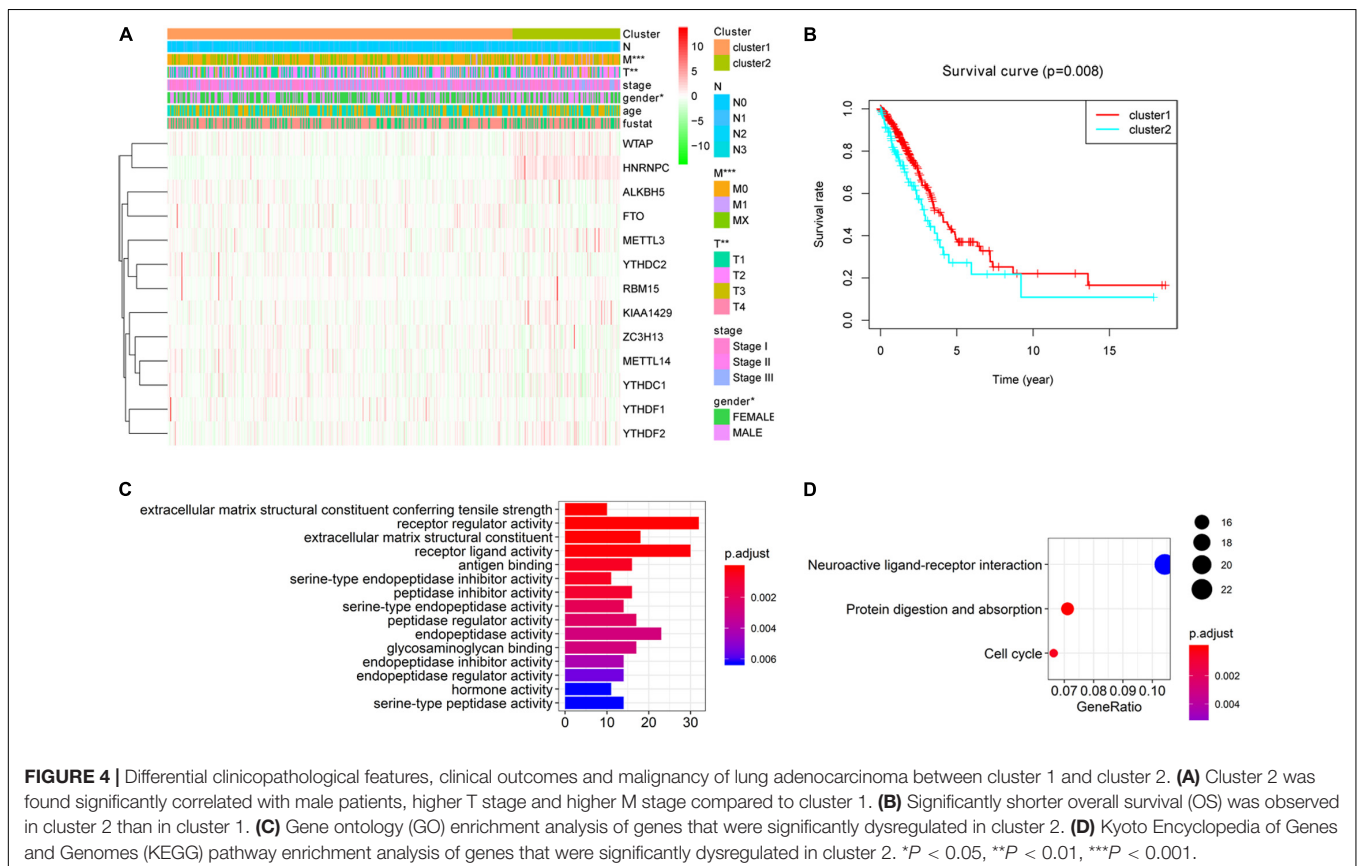 A
Cluster
N
M***
T**
stage
gender*
age
fustat
WTAP
HNRNPC
ALKBH5
FTO
METTL3
YTHDC2
RBM15
KIAA1429
ZC3H13
METTL14
YTHDC1
YTHDF1
YTHDF2
10
5
0
−5
−10
Cluster
cluster1
cluster2
N
N0
N1
N2
N3
M***
M0
M1
MX
T**
T1
T2
T3
T4
stage
Stage I
Stage II
Stage III
gender*
FEMALE
MALE
B
Survival curve (p=0.008)
cluster1
cluster2
Survival rate
1.0
0.8
0.6
0.4
0.2
0.0
0 5 10 15
Time (year)
C
extracellular matrix structural constituent conferring tensile strength
receptor regulator activity
extracellular matrix structural constituent
receptor ligand activity
antigen binding
serine-type endopeptidase inhibitor activity
peptidase inhibitor activity
serine-type endopeptidase activity
peptidase regulator activity
endopeptidase activity
glycosaminoglycan binding
endopeptidase inhibitor activity
endopeptidase regulator activity
hormone activity
serine-type peptidase activity
0 10 20 30
p.adjust
0.002
0.004
0.006
D
Neuroactive ligand-receptor interaction
Protein digestion and absorption
Cell cycle
0.07 0.08 0.09 0.10
GeneRatio
16
18
20
22
p.adjust
0.002
0.004
FIGURE 4 | Differential clinicopathological features, clinical outcomes and malignancy of lung adenocarcinoma between cluster 1 and cluster 2. (A) Cluster 2 was
found significantly correlated with male patients, higher T stage and higher M stage compared to cluster 1. (B) Significantly shorter overall survival (OS) was observed
in cluster 2 than in cluster 1. (C) Gene ontology (GO) enrichment analysis of genes that were significantly dysregulated in cluster 2. (D) Kyoto Encyclopedia of Genes
and Genomes (KEGG) pathway enrichment analysis of genes that were significantly dysregulated in cluster 2. *P < 0.05, **P < 0.01, ***P < 0.001.